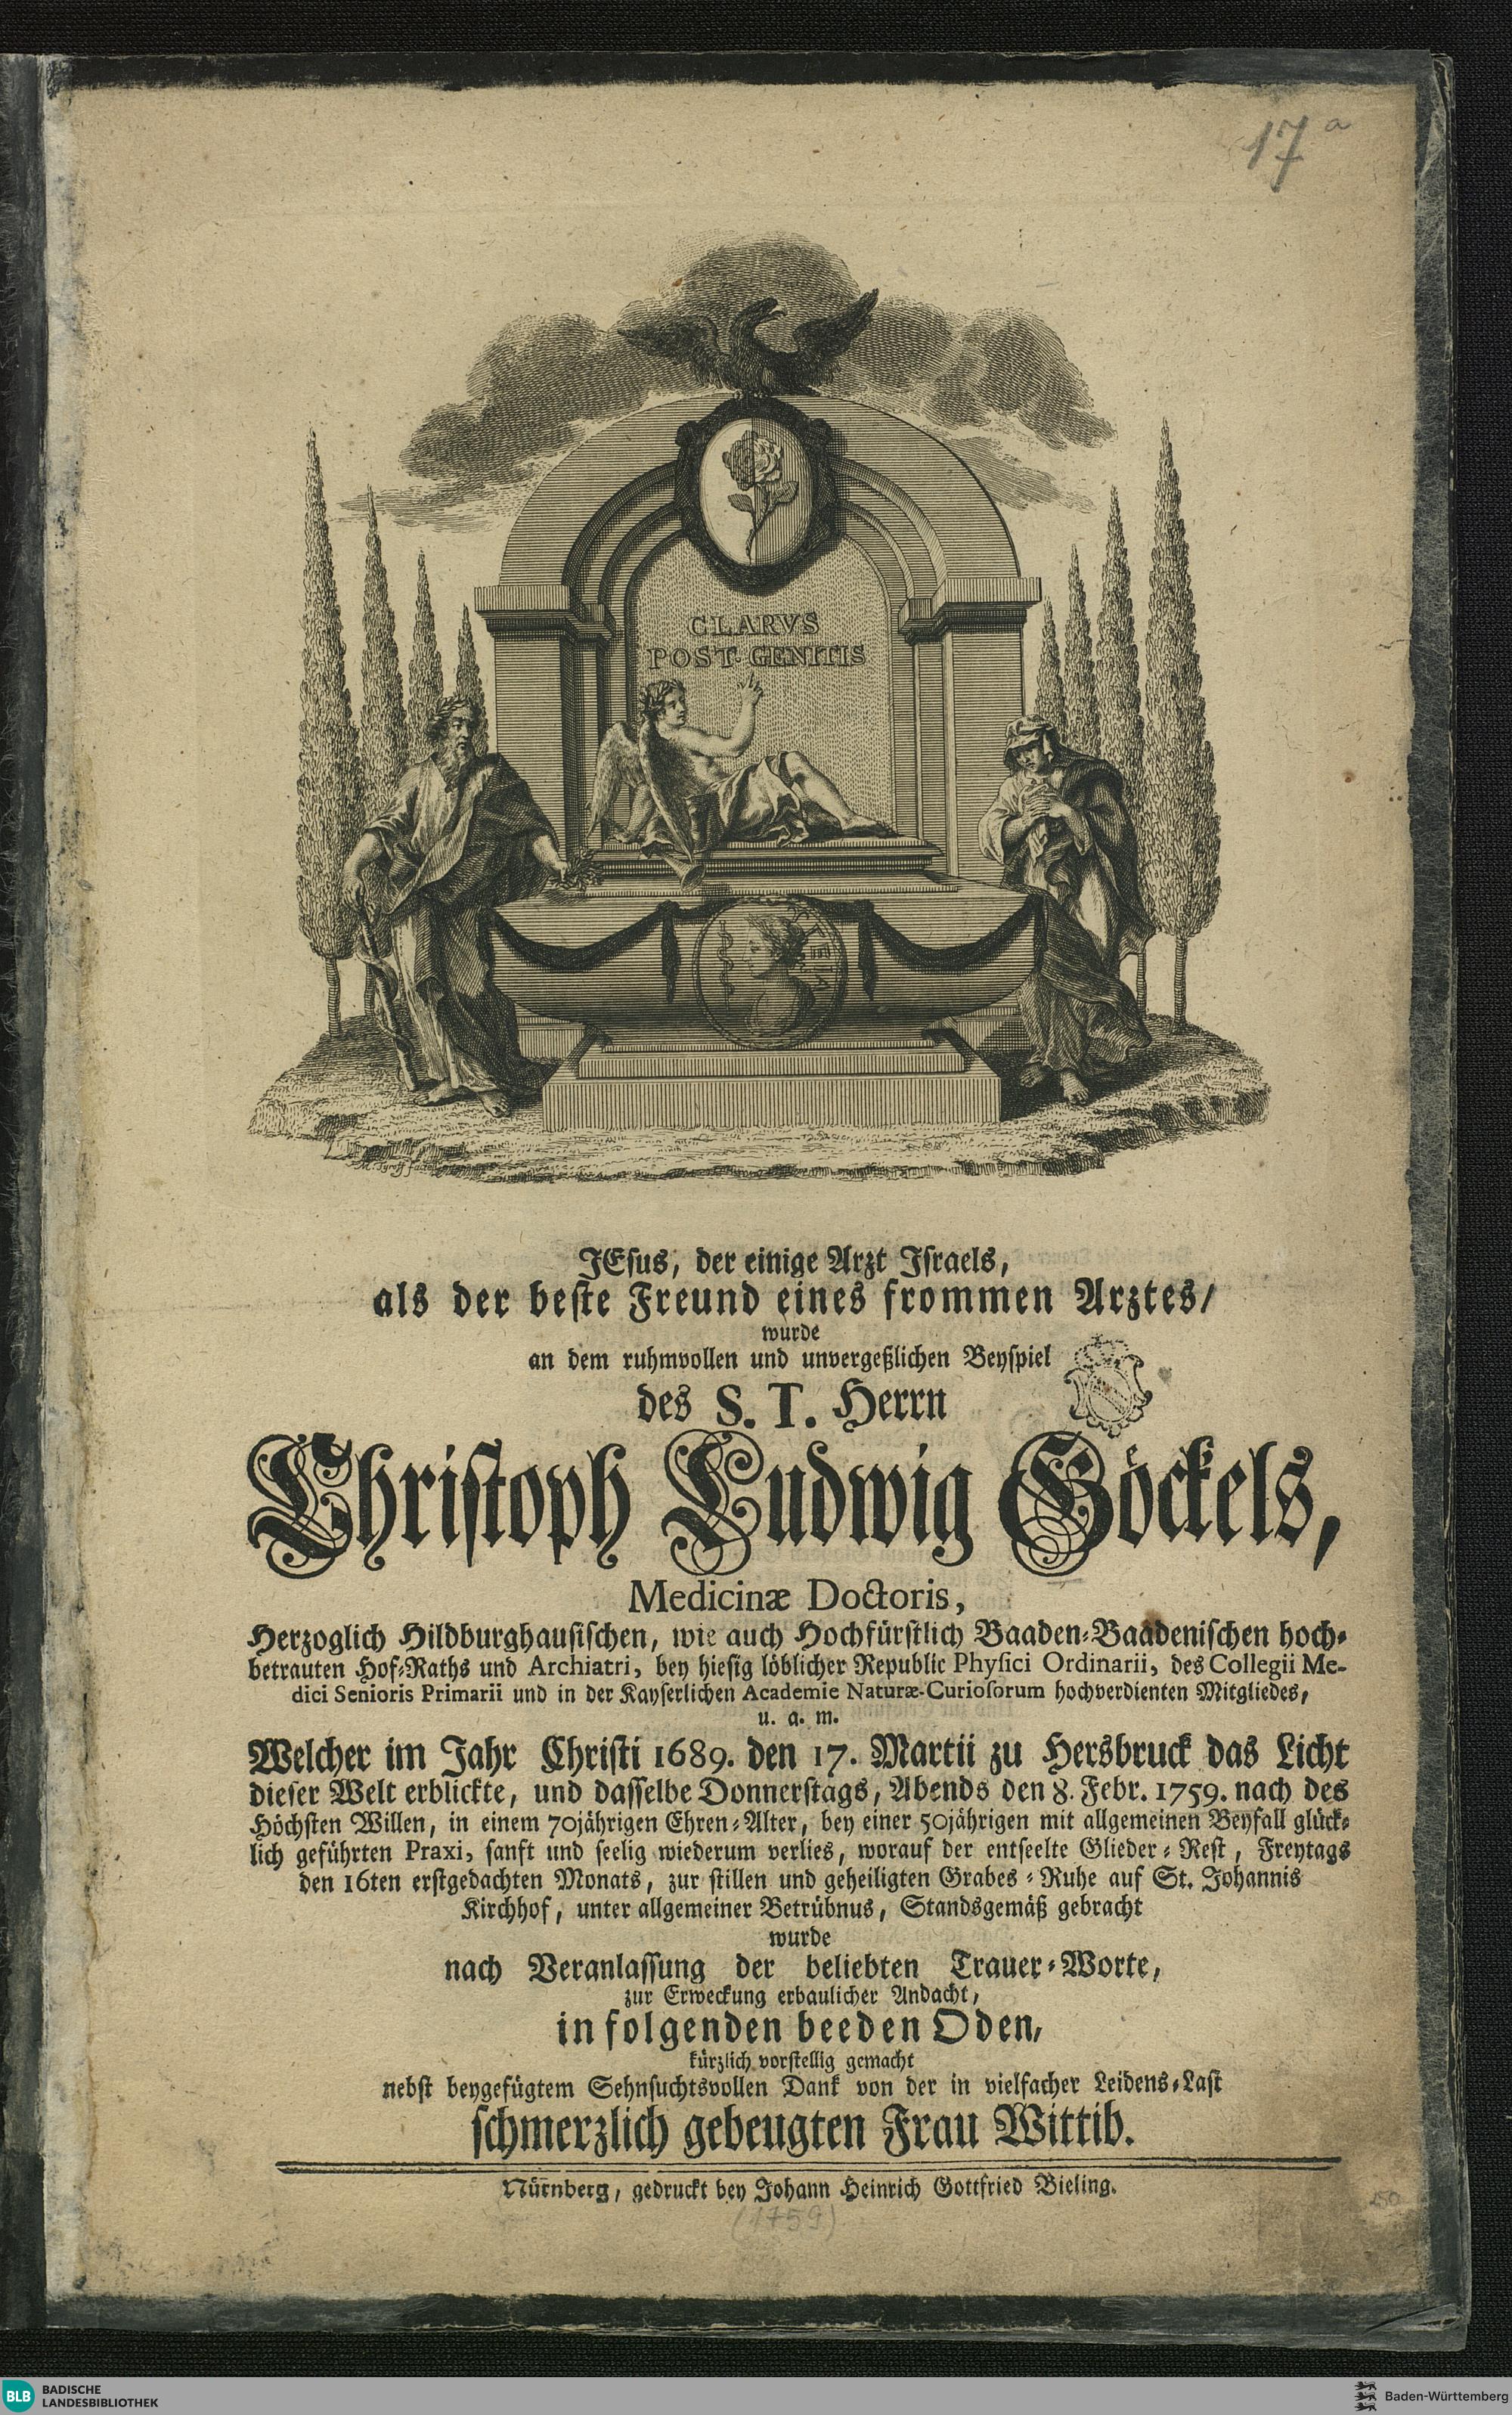 17 a
CLARVS
POST-GENITIS
JEsus, der einige Arzt Israels,
als der beste Freund eines frommen Arztes/
wurde
an dem ruhmvollen und unvergeßlichen Beyspiel
des S. T. Herrn
Christoph Ludwig Göckels,
Medicinæ Doctoris,
Herzoglich Hildburghausischen, wie auch Hochfürstlich Baaden-Baadenischen hoch-
betrauten Hof-Raths und Archiatri, bey hiesig löblicher Republic Physici Ordinarii, des Collegii Me-
dici Senioris Primarii und in der Kayserlichen Academie Naturæ-Curiosorum hochverdienten Mitgliedes,
u. a. m.
Welcher im Jahr Christi 1689. den 17. Martii zu Hersbruck das Licht
dieser Welt erblickte, und dasselbe Donnerstags, Abends den 8. Febr. 1759. nach des
Höchsten Willen, in einem 70jährigen Ehren-Alter, bey einer 50jährigen mit allgemeinen Beyfall glück-
lich geführten Praxi, sanft und seelig wiederum verlies, worauf der entseelte Glieder-Rest, Freytags
den 16ten erstgedachten Monats, zur stillen und geheiligten Grabes-Ruhe auf St. Johannis
Kirchhof, unter allgemeiner Betrübnus, Standsgemäß gebracht
wurde
nach Veranlassung der beliebten Trauer-Worte,
zur Erweckung erbaulicher Andacht,
in folgenden beeden Oden,
kürzlich vorstellig gemacht
nebst beygefügtem Sehnsuchtsvollen Dank von der in vielfacher Leidens-Last
schmerzlich gebeugten Frau Wittib.
Nürnberg, gedruckt bey Johann Heinrich Gottfried Bieling.
(1759)
BLB BADISCHE
LANDESBIBLIOTHEK
Baden-Württemberg